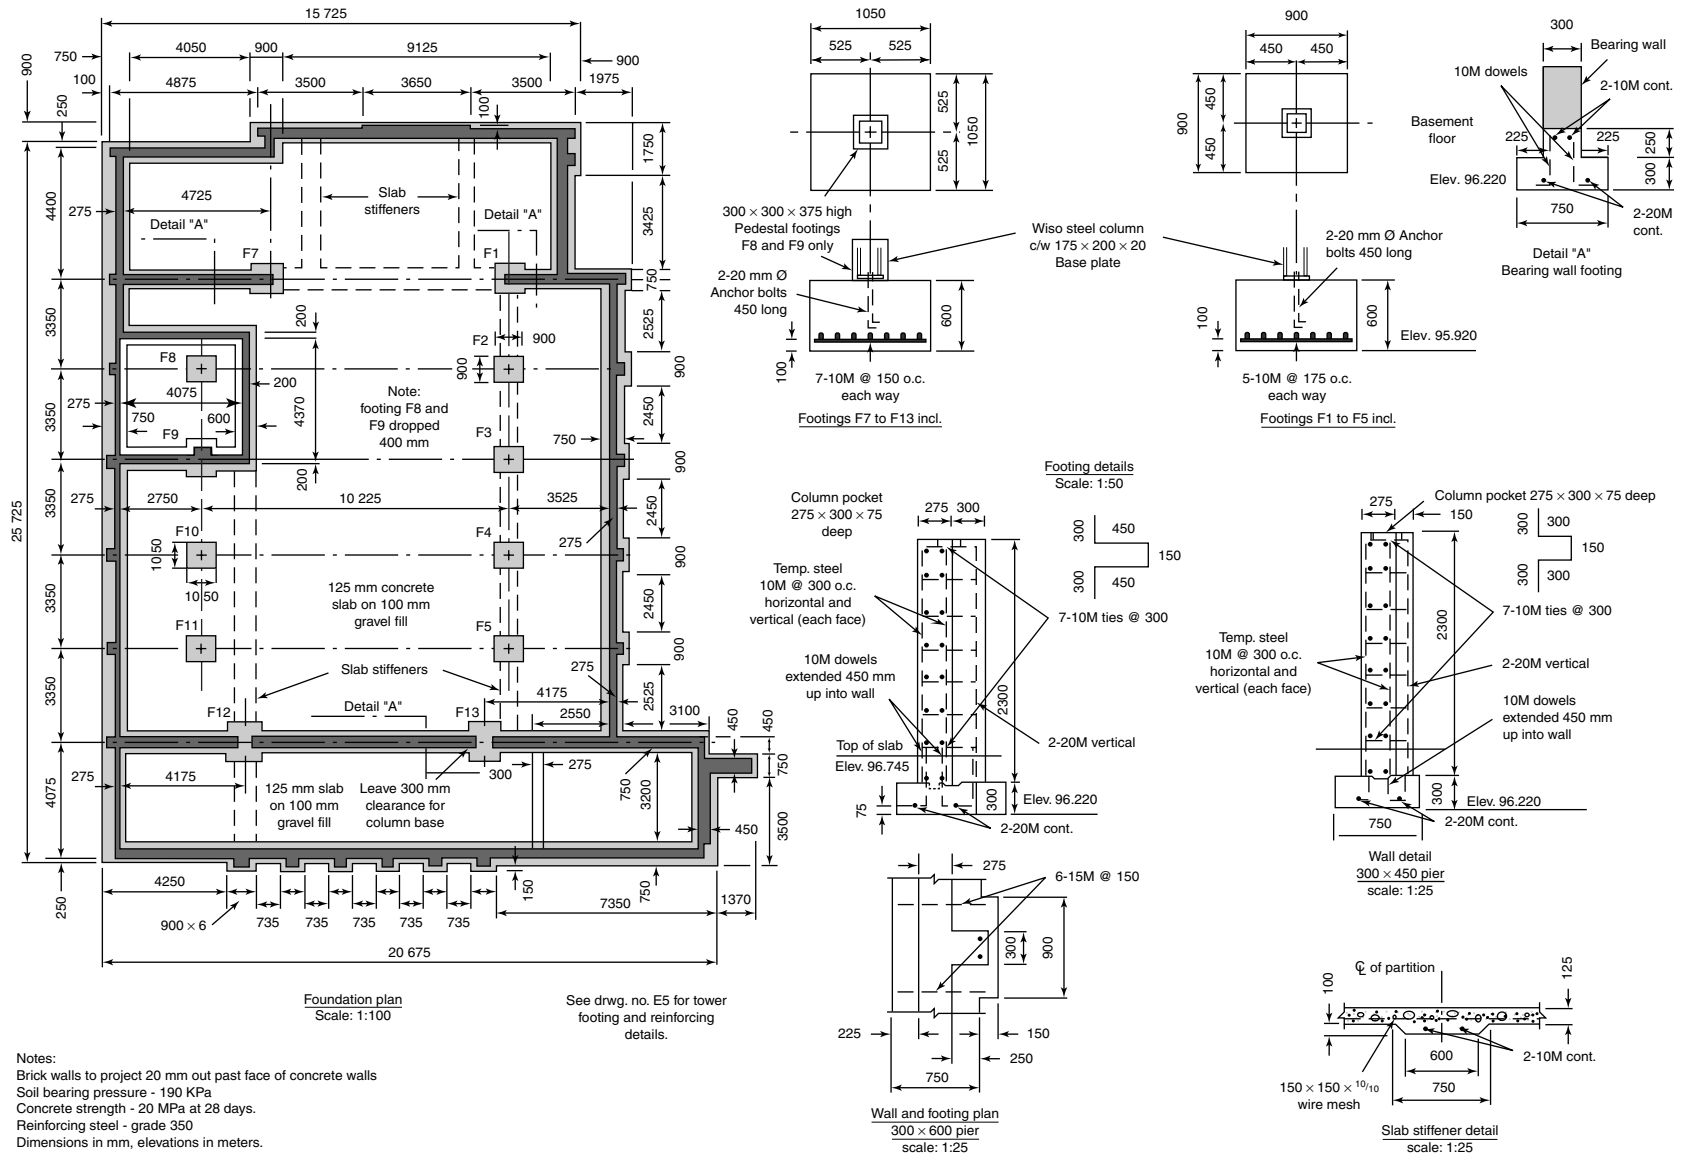 15 725
4050
900
9125
750
900
900
100
4875
3500
3650
3500
1975
250
100
1750
4400
4725
275
Detail "A"
Slab
stiffeners
Detail "A"
3425
F7
F1
750
3350
200
2525
F2
900
F8
900
900
200
4075
275
750
600
4370
Note:
footing F8 and
F9 dropped
400 mm
3350
2450
F9
F3
750
900
200
25 725
275
2750
10 225
3525
3350
2450
F10
F4
275
1050
1050
900
125 mm concrete
slab on 100 mm
gravel fill
3350
2450
F11
F5
900
Slab stiffeners
275
4175
3350
2525
F12
Detail "A"
F13
2550
3100
450
450
275
4175
300
275
750
3200
750
4075
125 mm slab
on 100 mm
gravel fill
Leave 300 mm
clearance for
column base
450
3500
4250
250
150
750
7350
1370
900 × 6
735
735
735
735
735
20 675
Foundation plan
Scale: 1:100
See drwg. no. E5 for tower
footing and reinforcing
details.
Notes:
Brick walls to project 20 mm out past face of concrete walls
Soil bearing pressure - 190 KPa
Concrete strength - 20 MPa at 28 days.
Reinforcing steel - grade 350
Dimensions in mm, elevations in meters.
1050
525
525
525
525
1050
300 × 300 × 375 high
Pedestal footings
F8 and F9 only
2-20 mm Ø
Anchor bolts
450 long
Wiso steel column
c/w 175 × 200 × 20
Base plate
600
100
7-10M @ 150 o.c.
each way
Footings F7 to F13 incl.
900
450
450
900
450
450
2-20 mm Ø Anchor
bolts 450 long
600
100
Elev. 95.920
5-10M @ 175 o.c.
each way
Footings F1 to F5 incl.
300
Bearing wall
10M dowels
2-10M cont.
Basement
floor
225
225
250
300
Elev. 96.220
750
2-20M
cont.
Detail "A"
Bearing wall footing
Footing details
Scale: 1:50
Column pocket
275 × 300 × 75
deep
275
300
300
450
150
300
450
Temp. steel
10M @ 300 o.c.
horizontal and
vertical (each face)
7-10M ties @ 300
10M dowels
extended 450 mm
up into wall
2300
2-20M vertical
Top of slab
Elev. 96.745
75
300
Elev. 96.220
2-20M cont.
275
6-15M @ 150
300
900
225
150
250
750
Wall and footing plan
300 × 600 pier
scale: 1:25
Column pocket 275 × 300 × 75 deep
275
150
300
300
150
300
300
2300
7-10M ties @ 300
Temp. steel
10M @ 300 o.c.
horizontal and
vertical (each face)
2-20M vertical
10M dowels
extended 450 mm
up into wall
300
Elev. 96.220
2-20M cont.
750
Wall detail
300 × 450 pier
scale: 1:25
℄ of partition
100
125
600
2-10M cont.
150 × 150 × 10/10
wire mesh
750
Slab stiffener detail
scale: 1:25